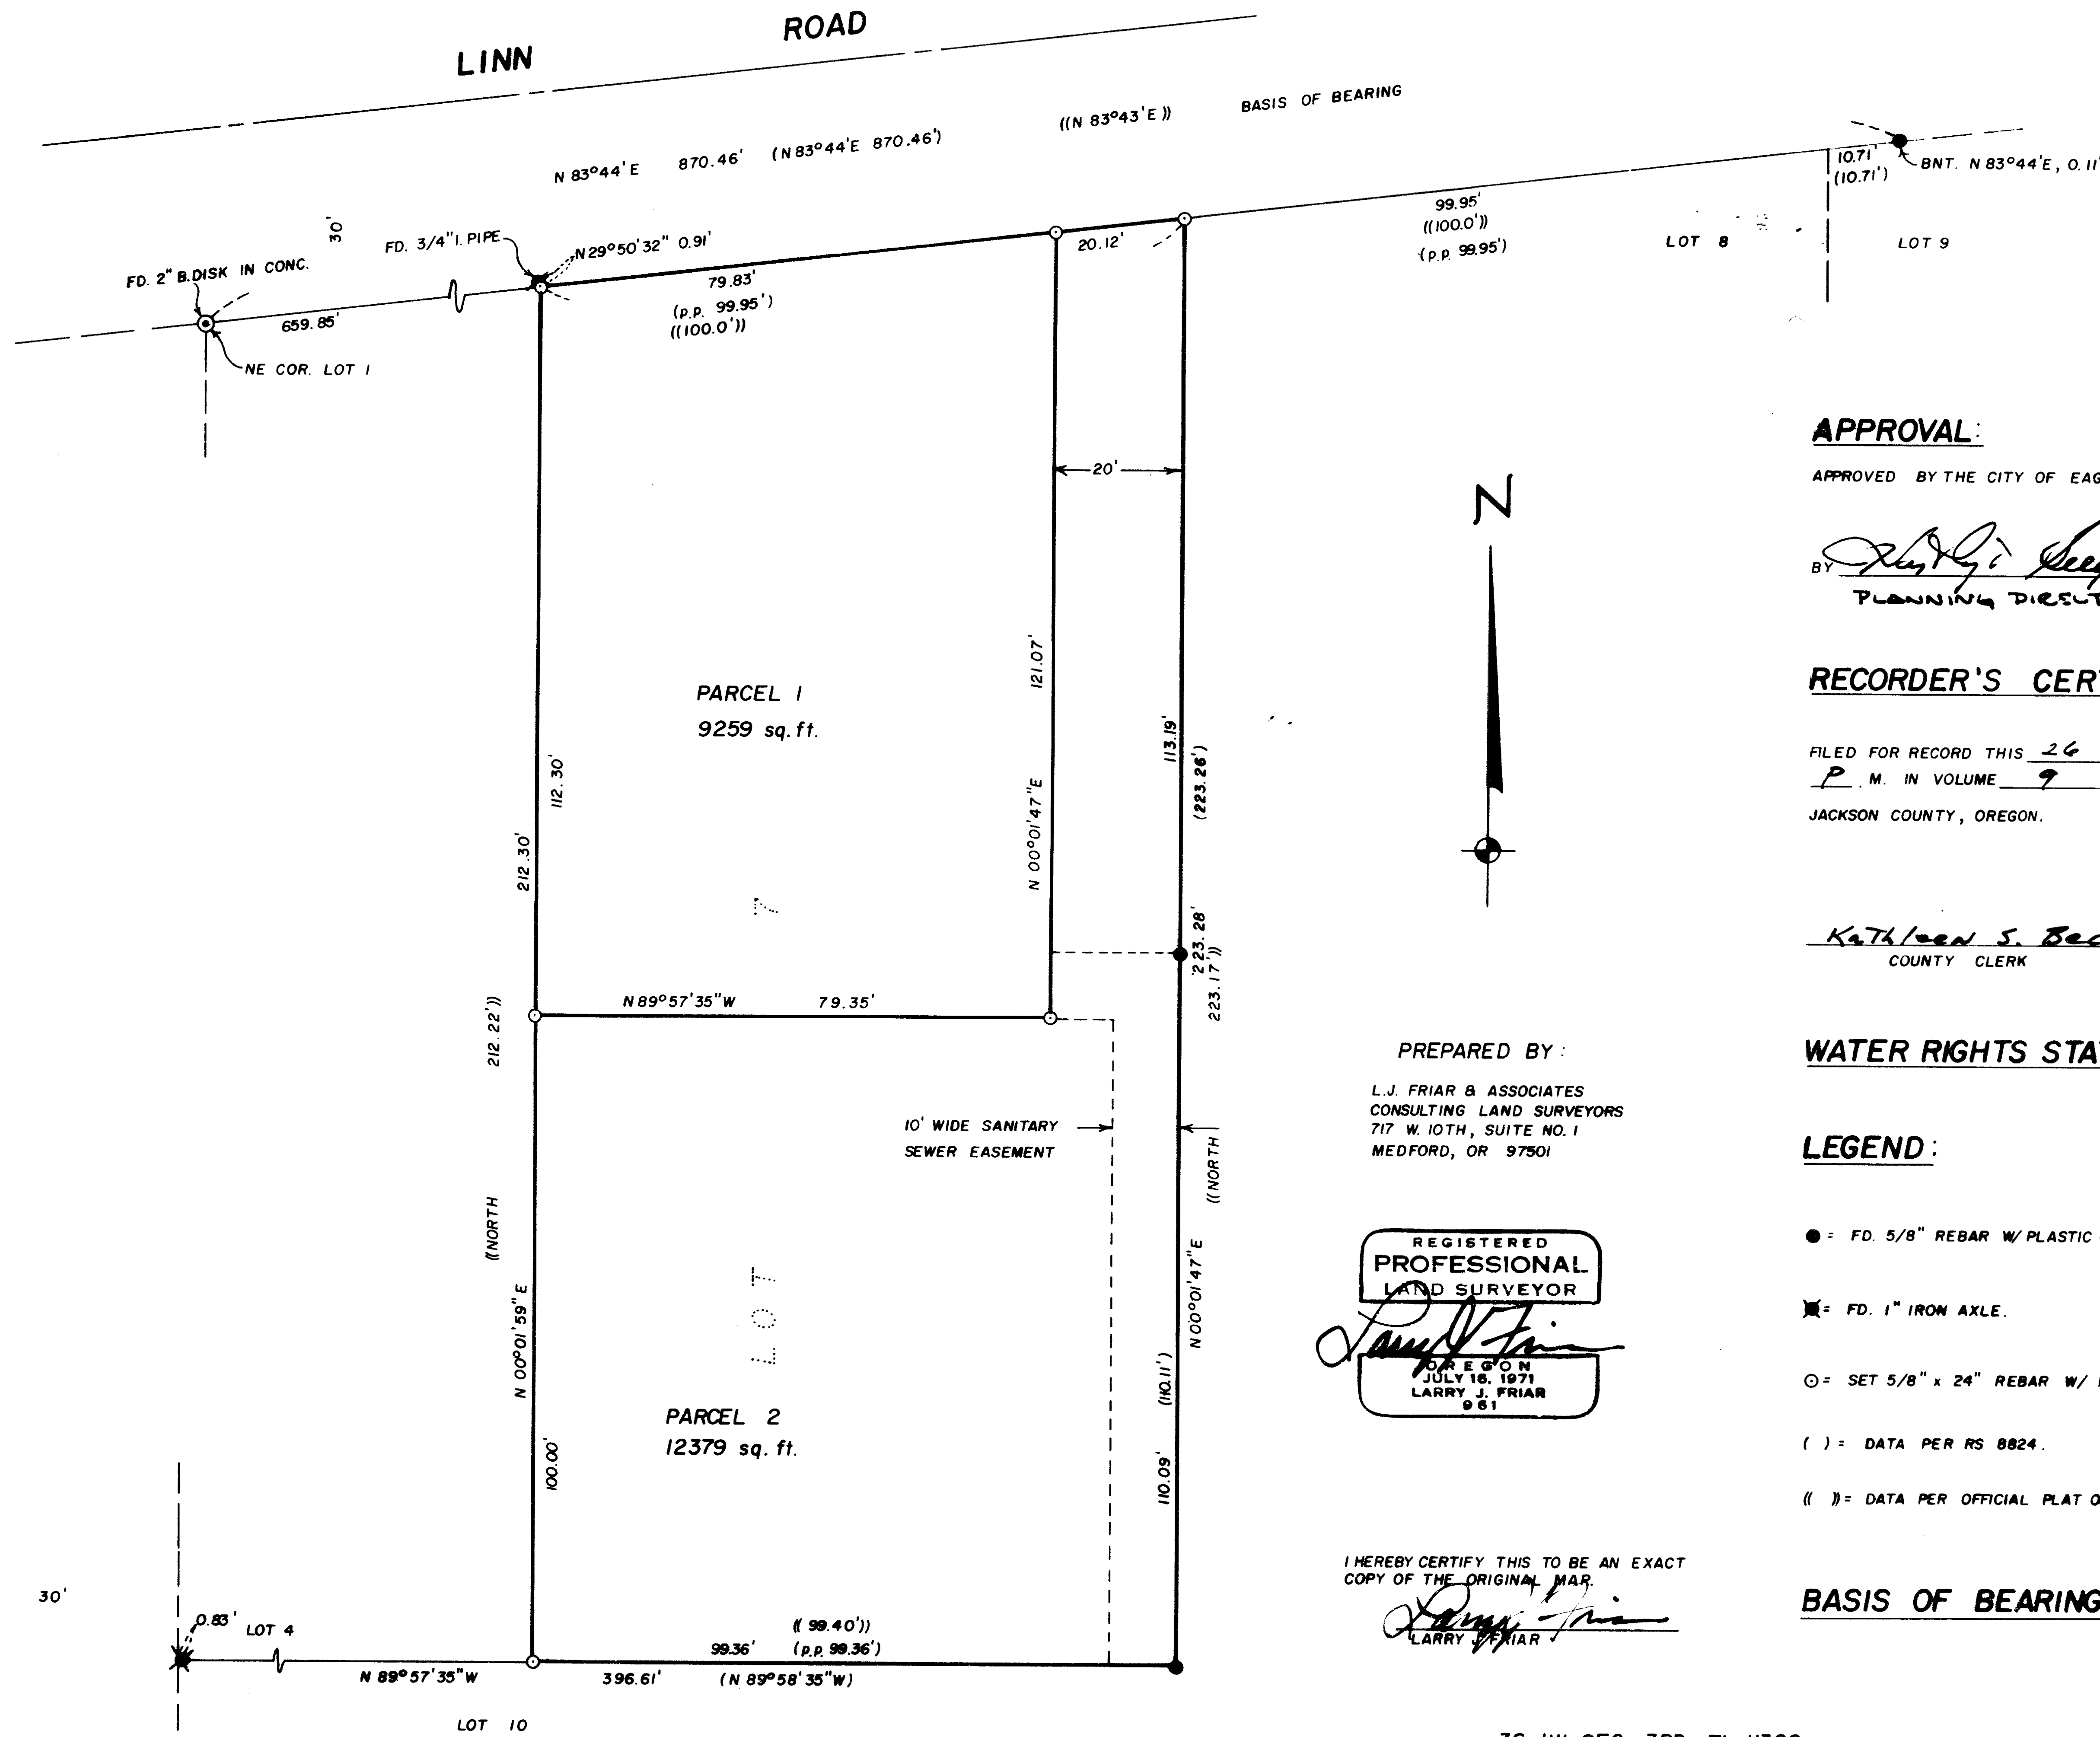 LINN ROAD
N 83°44'E 870.46' (N 83°44'E 870.46') ((N 83°43'E)) BASIS OF BEARING
30'
FD. 2" B.DISK IN CONC.
FD. 3/4" I. PIPE
N 29°50'32" 0.91'
659.85'
NE COR. LOT 1
79.83'
(p.p. 99.95')
((100.0'))
20.12'
99.95'
((100.0'))
(p.p. 99.95')
LOT 8
10.71'
(10.71')
BNT. N 83°44'E, 0.11'
LOT 9
20'
PARCEL 1
9259 sq. ft.
112.30'
212.30'
121.07'
N 00°01'47"E
113.19'
(223.26')
223.28'
223.17'))
7
N 89°57'35"W 79.35'
212.22'))
10' WIDE SANITARY
SEWER EASEMENT
((NORTH
((NORTH
N 00°01'59" E
N 00°01'47"E
LOT
PARCEL 2
12379 sq. ft.
100.00'
110.09' (110.11')
30'
0.83'
LOT 4
(( 99.40'))
99.36' (p.p. 99.36')
N 89°57'35"W 396.61' (N 89°58'35"W)
LOT 10
N
PREPARED BY:
L.J. FRIAR & ASSOCIATES
CONSULTING LAND SURVEYORS
717 W. 10TH, SUITE NO. 1
MEDFORD, OR 97501
REGISTERED
PROFESSIONAL
LAND SURVEYOR
Larry J Friar
OREGON
JULY 16, 1971
LARRY J. FRIAR
961
I HEREBY CERTIFY THIS TO BE AN EXACT
COPY OF THE ORIGINAL MAP.
Larry J Friar
LARRY J. FRIAR
APPROVAL:
APPROVED BY THE CITY OF EAG
BY
PLANNING DIRECT
RECORDER'S CERT
FILED FOR RECORD THIS 26
P. M. IN VOLUME 9
JACKSON COUNTY, OREGON.
Kathleen S. Bec
COUNTY CLERK
WATER RIGHTS STA
LEGEND:
= FD. 5/8" REBAR W/ PLASTIC
= FD. 1" IRON AXLE.
= SET 5/8" x 24" REBAR W/
( ) = DATA PER RS 8824.
(( )) = DATA PER OFFICIAL PLAT O
BASIS OF BEARING